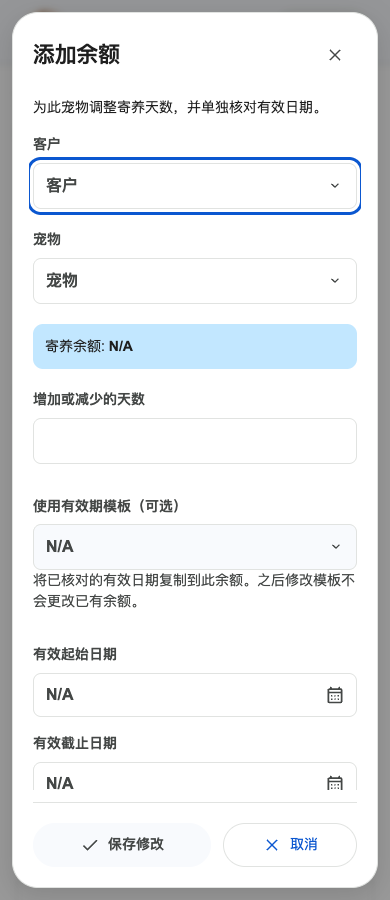 添加余额
为此宠物调整寄养天数，并单独核对有效日期。
客户
客户
宠物
宠物
寄养余额: N/A
增加或减少的天数
使用有效期模板（可选）
N/A
将已核对的有效日期复制到此余额。之后修改模板不
会更改已有余额。
有效起始日期
N/A
有效截止日期
N/A
保存修改
取消